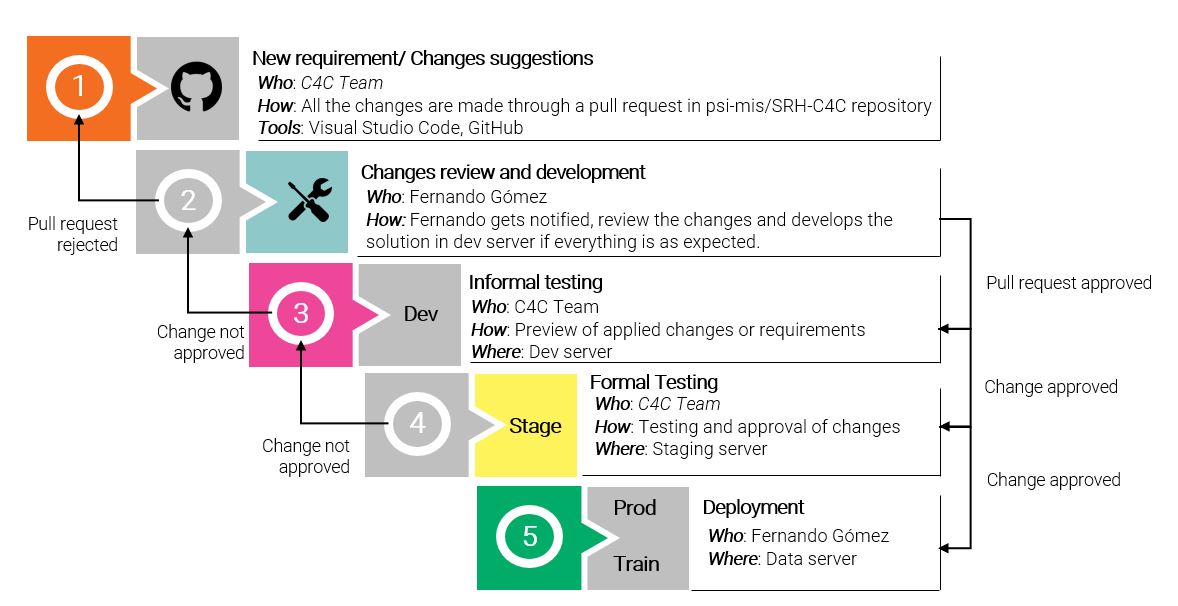 1
New requirement/ Changes suggestions
Who: C4C Team
How: All the changes are made through a pull request in psi-mis/SRH-C4C repository
Tools: Visual Studio Code, GitHub
2
Pull request
rejected
Changes review and development
Who: Fernando Gómez
How: Fernando gets notified, review the changes and develops the
solution in dev server if everything is as expected.
Pull request approved
3
Change not
approved
Dev
Informal testing
Who: C4C Team
How: Preview of applied changes or requirements
Where: Dev server
Change approved
4
Change not
approved
Stage
Formal Testing
Who: C4C Team
How: Testing and approval of changes
Where: Staging server
Change approved
5
Prod
Train
Deployment
Who: Fernando Gómez
Where: Data server